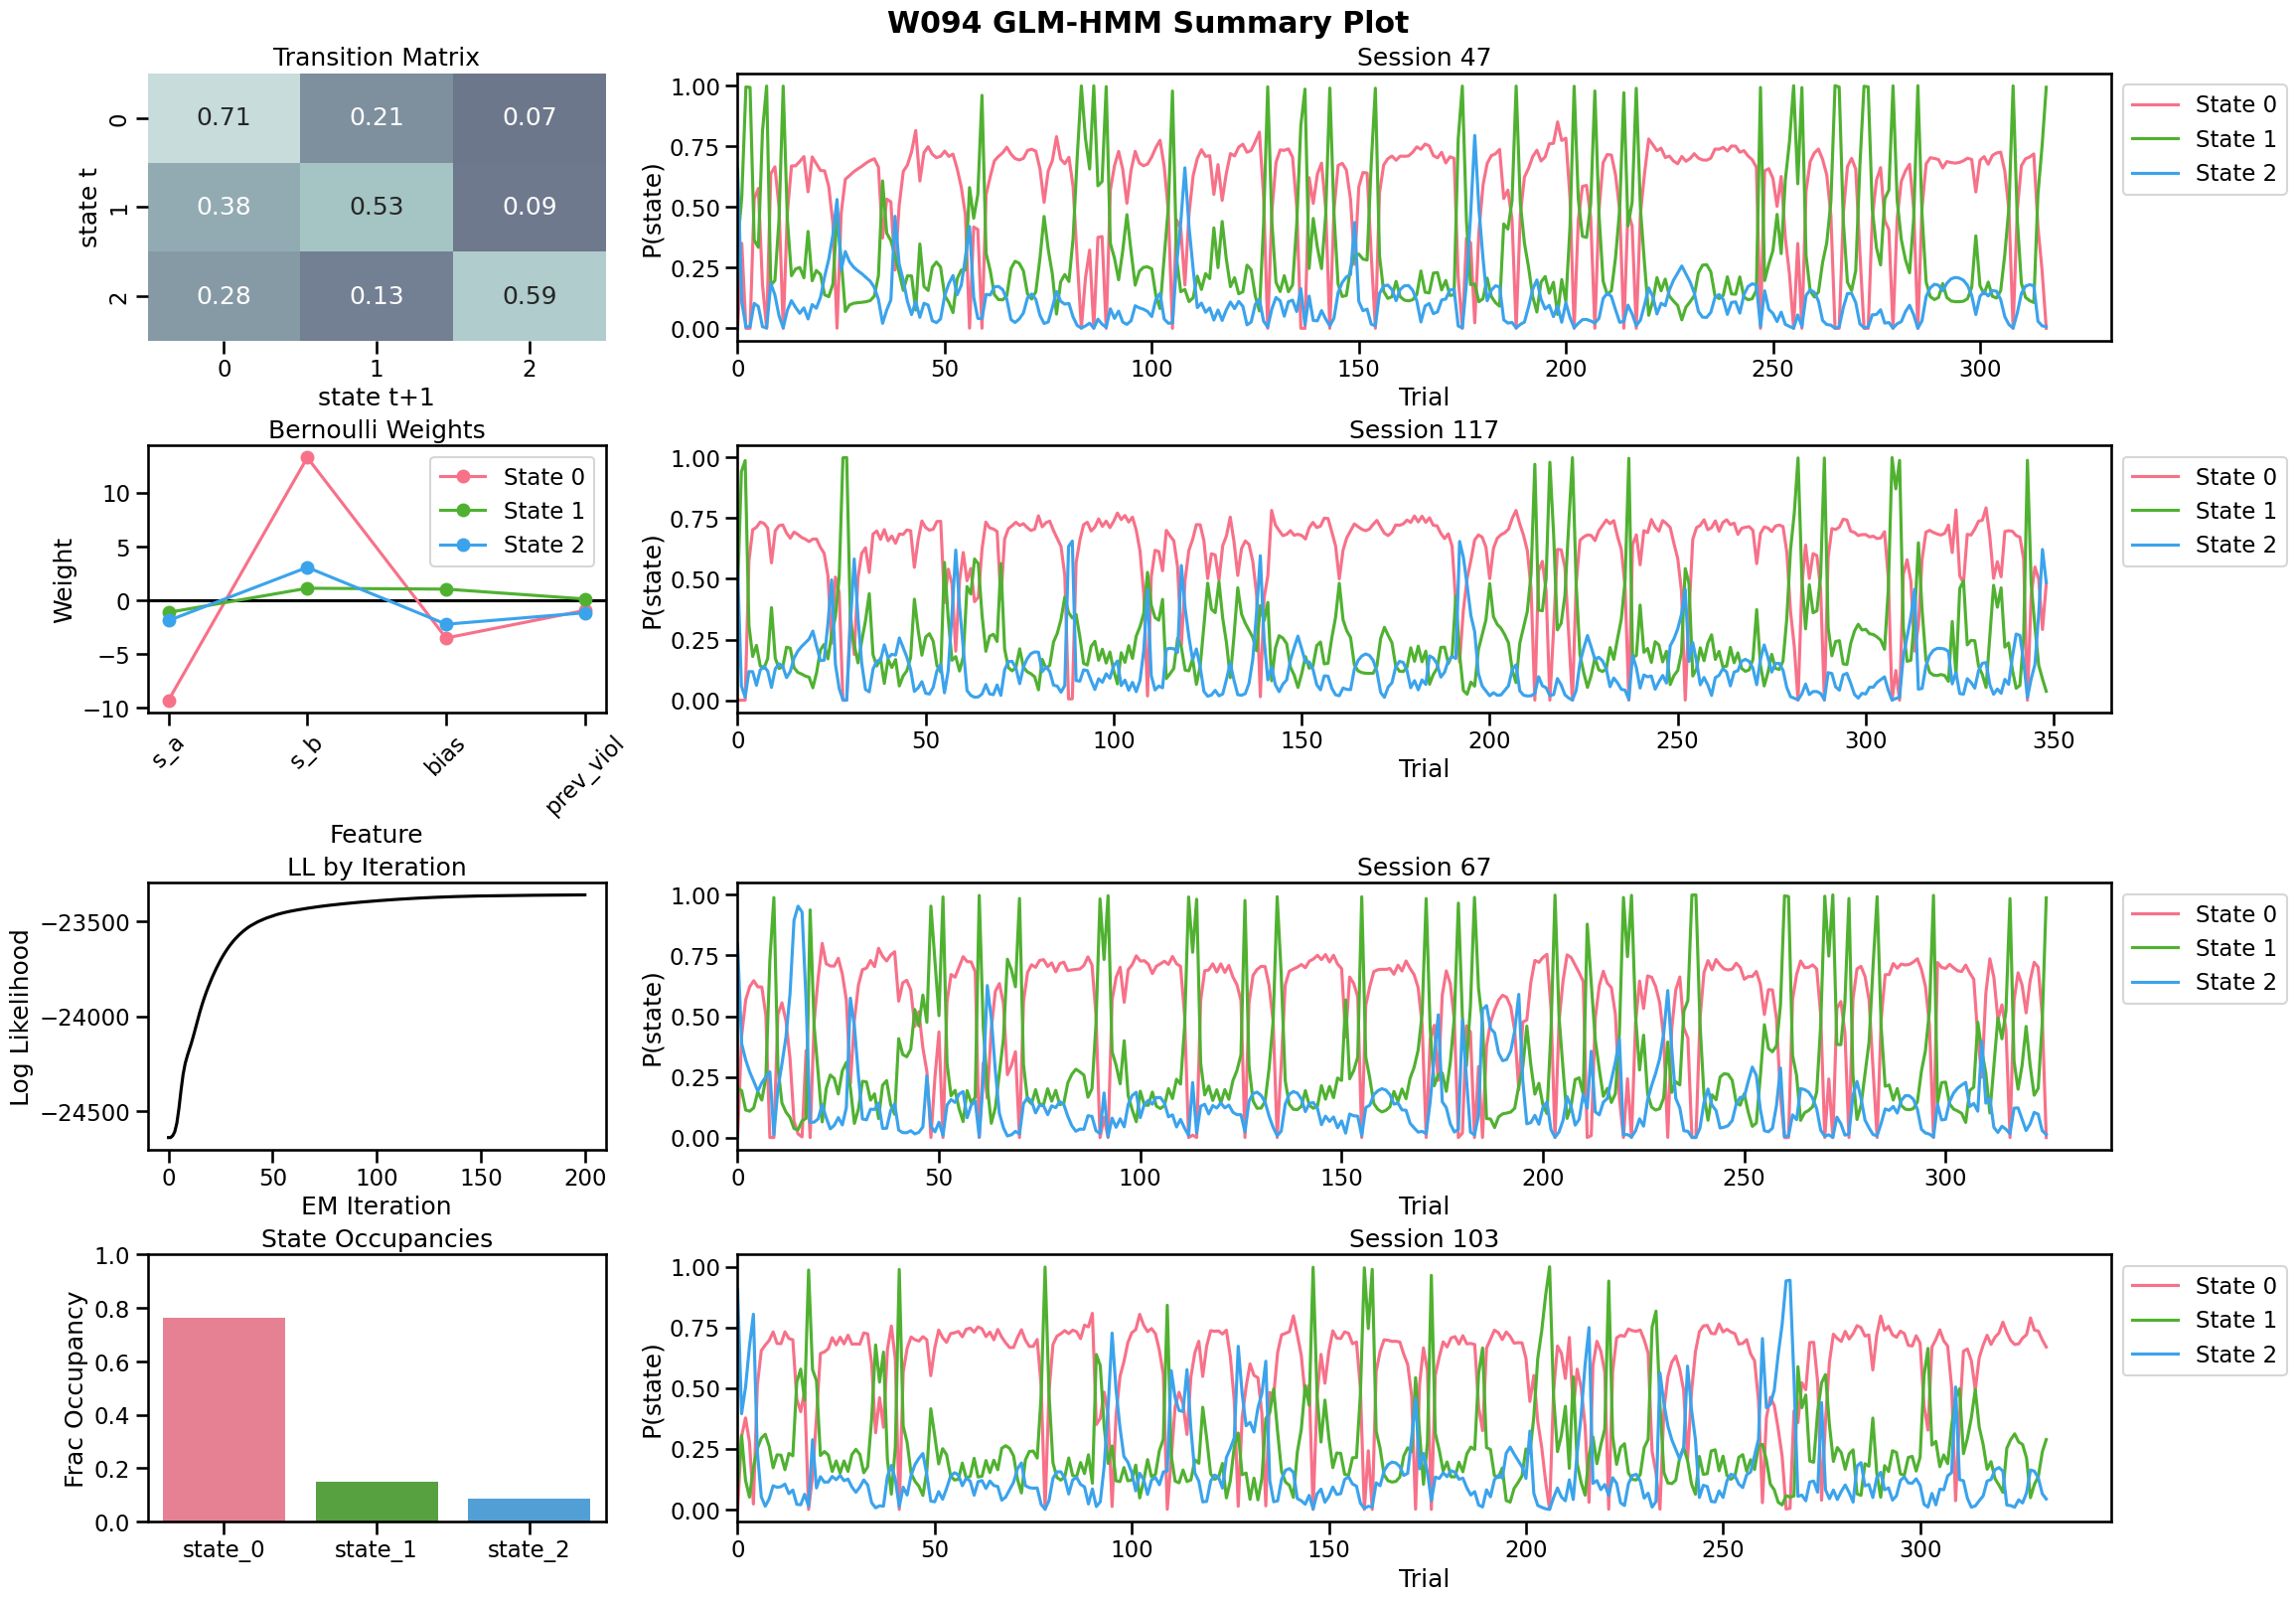 W094 GLM-HMM Summary Plot
Transition Matrix
0.71 0.21 0.07
0.38 0.53 0.09
0.28 0.13 0.59
0
1
2
state t
0 1 2
state t+1
Bernoulli Weights
State 0
State 1
State 2
10
5
0
−5
−10
Weight
s_a s_b bias prev_viol
Feature
LL by Iteration
−23500
−24000
−24500
Log Likelihood
0 50 100 150 200
EM Iteration
State Occupancies
1.0
0.8
0.6
0.4
0.2
0.0
Frac Occupancy
state_0 state_1 state_2
Session 47
1.00
0.75
0.50
0.25
0.00
P(state)
0 50 100 150 200 250 300
Trial
State 0
State 1
State 2
Session 117
1.00
0.75
0.50
0.25
0.00
P(state)
0 50 100 150 200 250 300 350
Trial
State 0
State 1
State 2
Session 67
1.00
0.75
0.50
0.25
0.00
P(state)
0 50 100 150 200 250 300
Trial
State 0
State 1
State 2
Session 103
1.00
0.75
0.50
0.25
0.00
P(state)
0 50 100 150 200 250 300
Trial
State 0
State 1
State 2